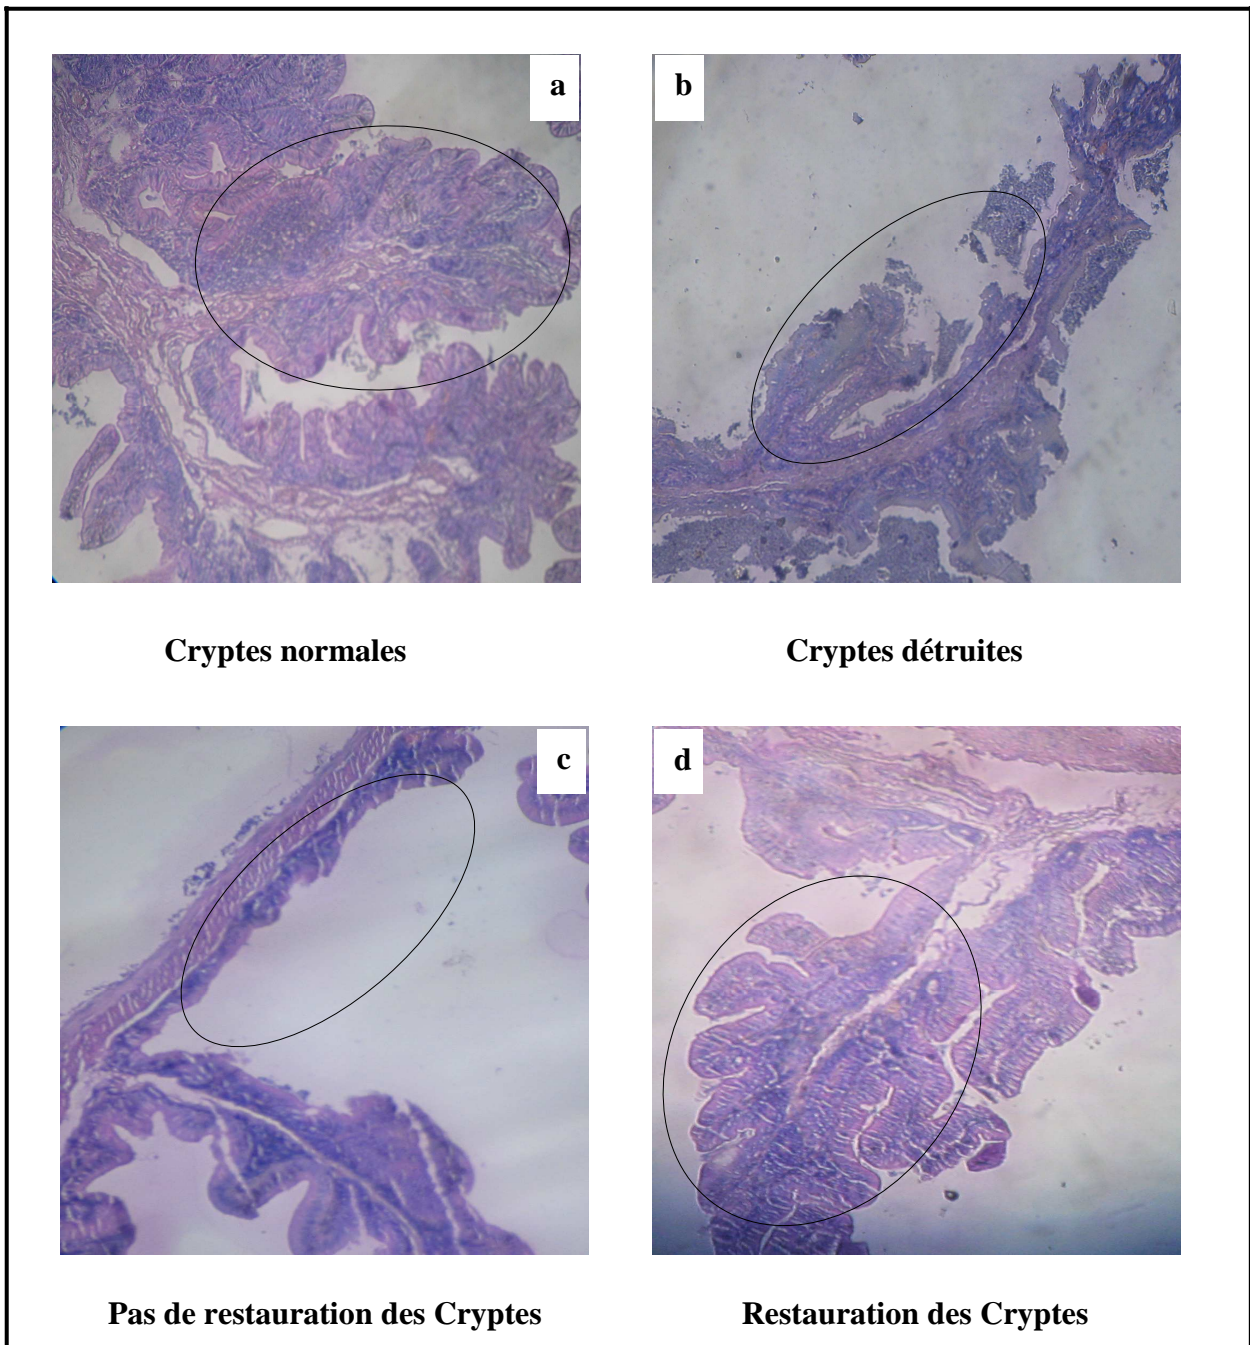 a
b
Cryptes normales
Cryptes détruites
c
d
Pas de restauration des Cryptes
Restauration des Cryptes